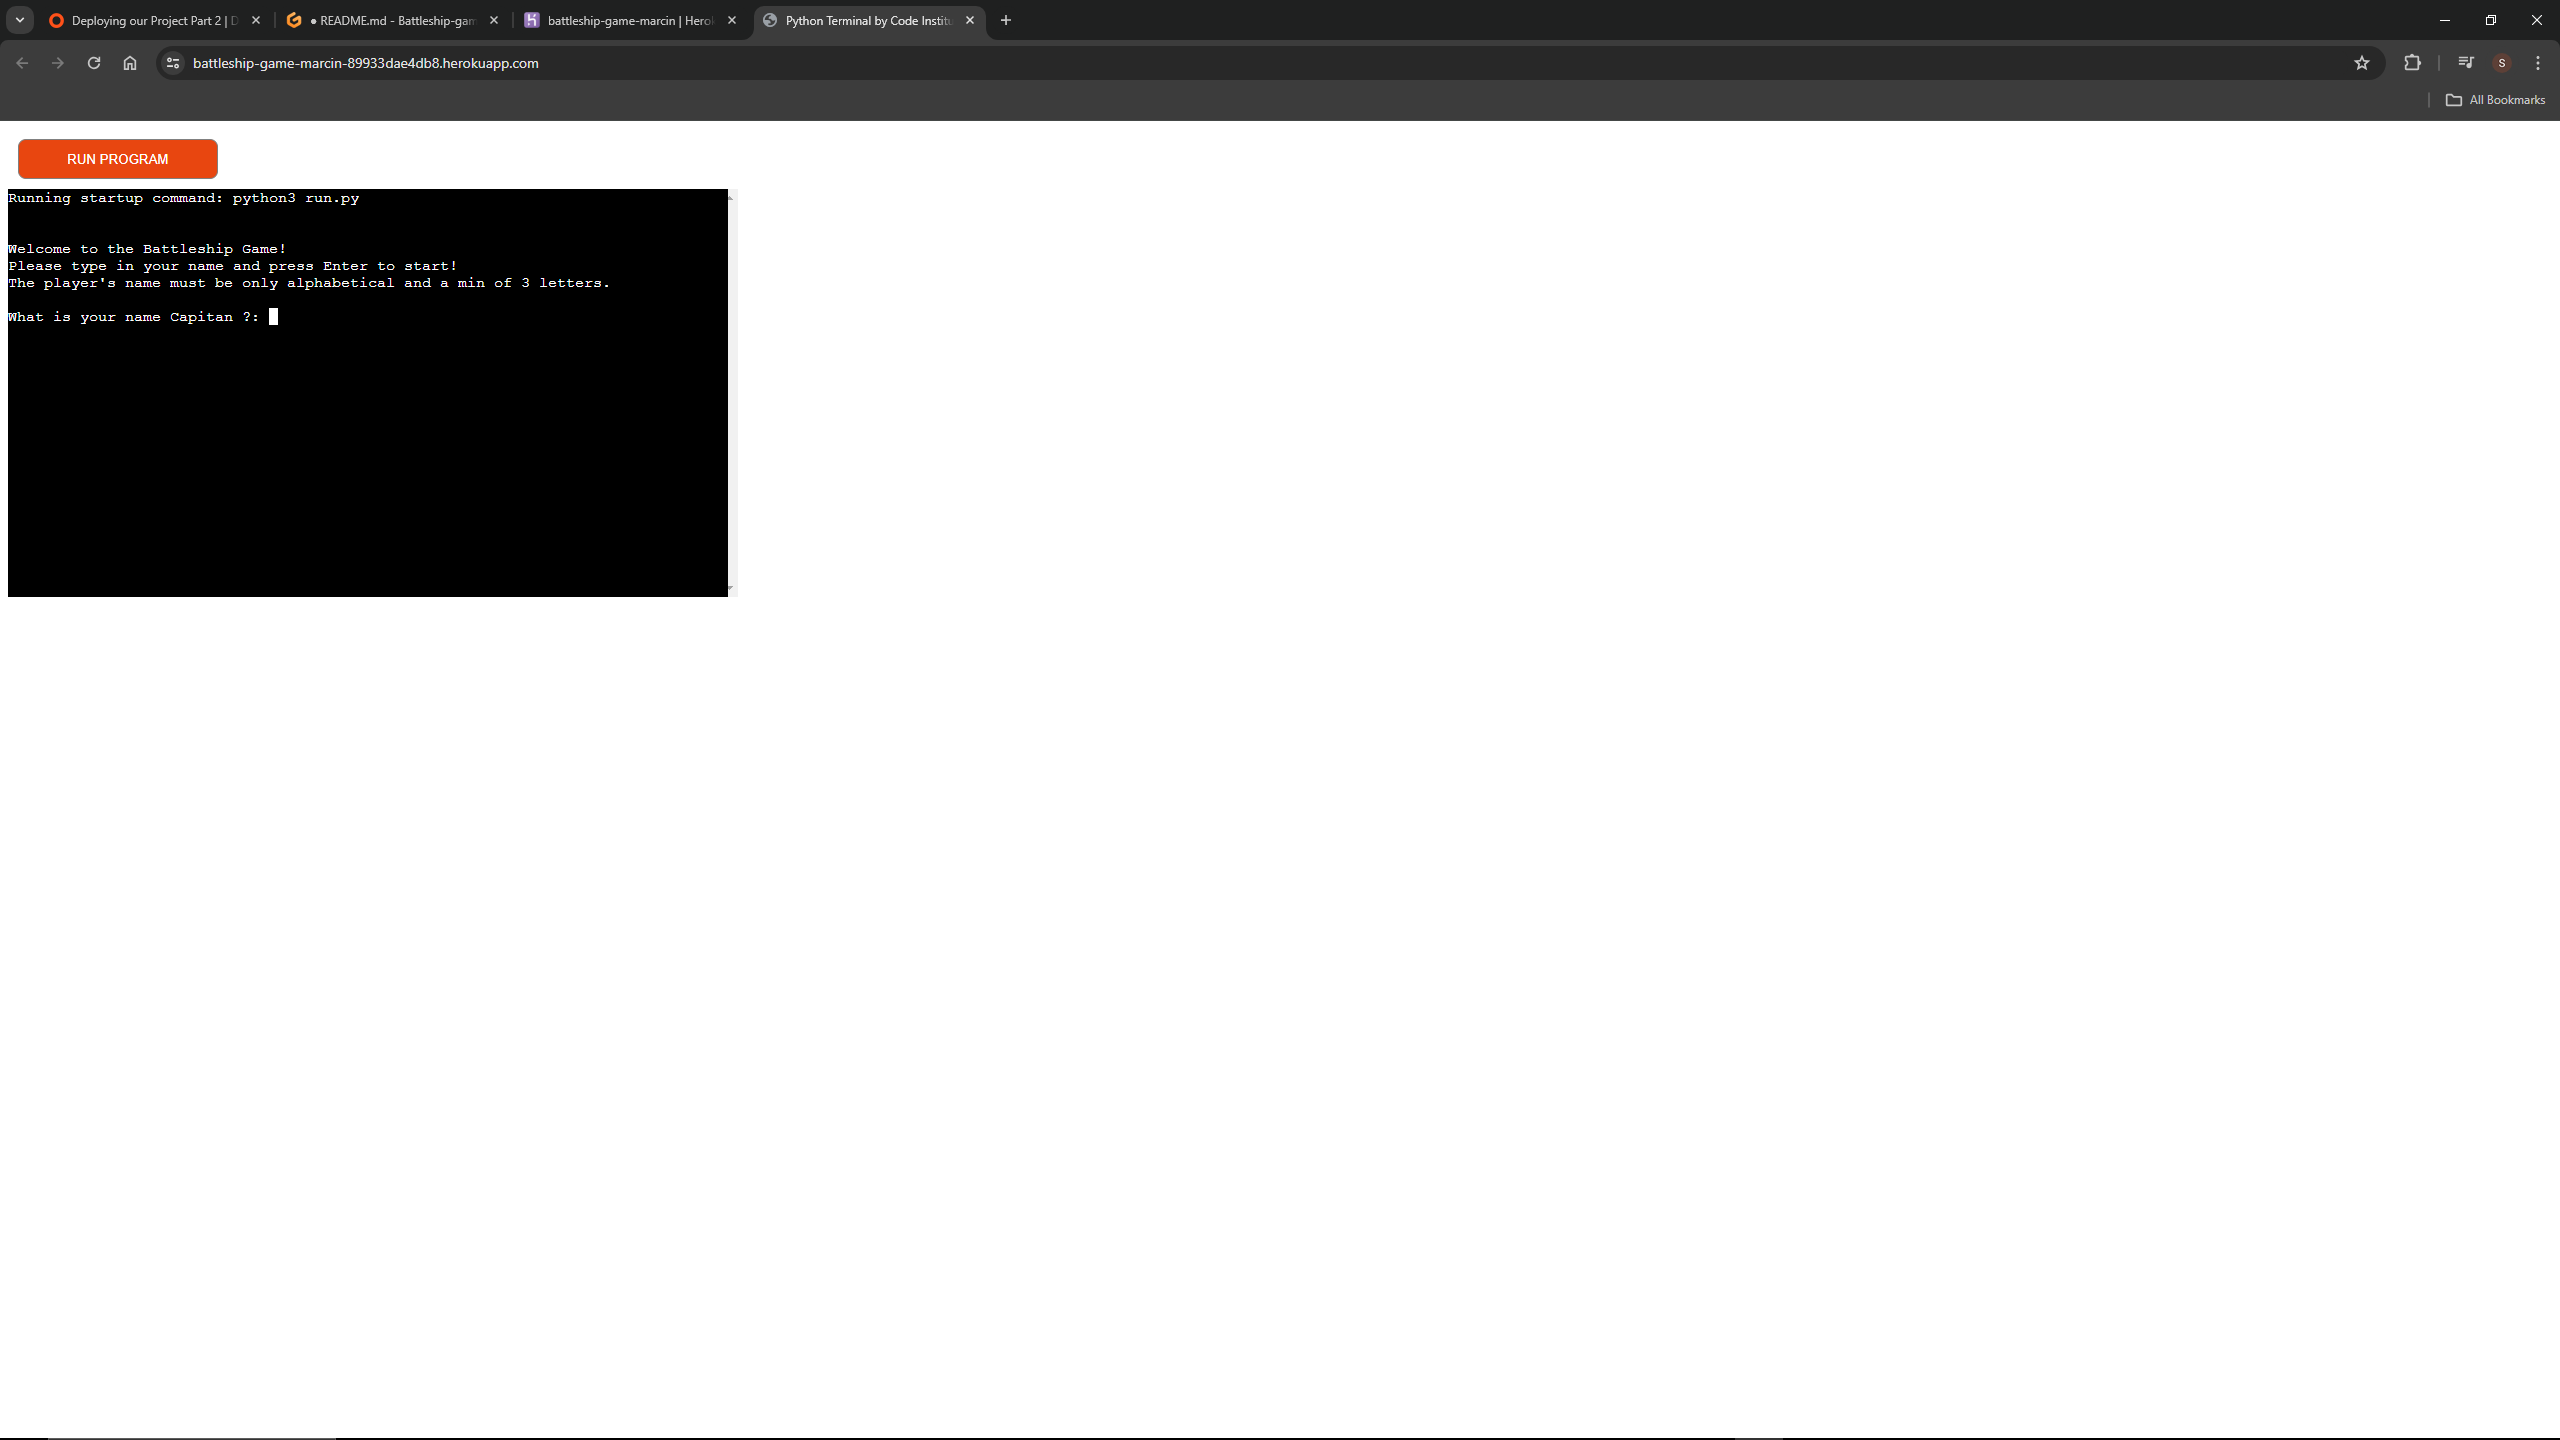 Deploying our Project Part 2 | D
● README.md - Battleship-gam
battleship-game-marcin | Herok
Python Terminal by Code Institu
battleship-game-marcin-89933dae4db8.herokuapp.com
S
All Bookmarks
RUN PROGRAM
Running startup command: python3 run.py
Welcome to the Battleship Game!
Please type in your name and press Enter to start!
The player's name must be only alphabetical and a min of 3 letters.
What is your name Capitan ?: